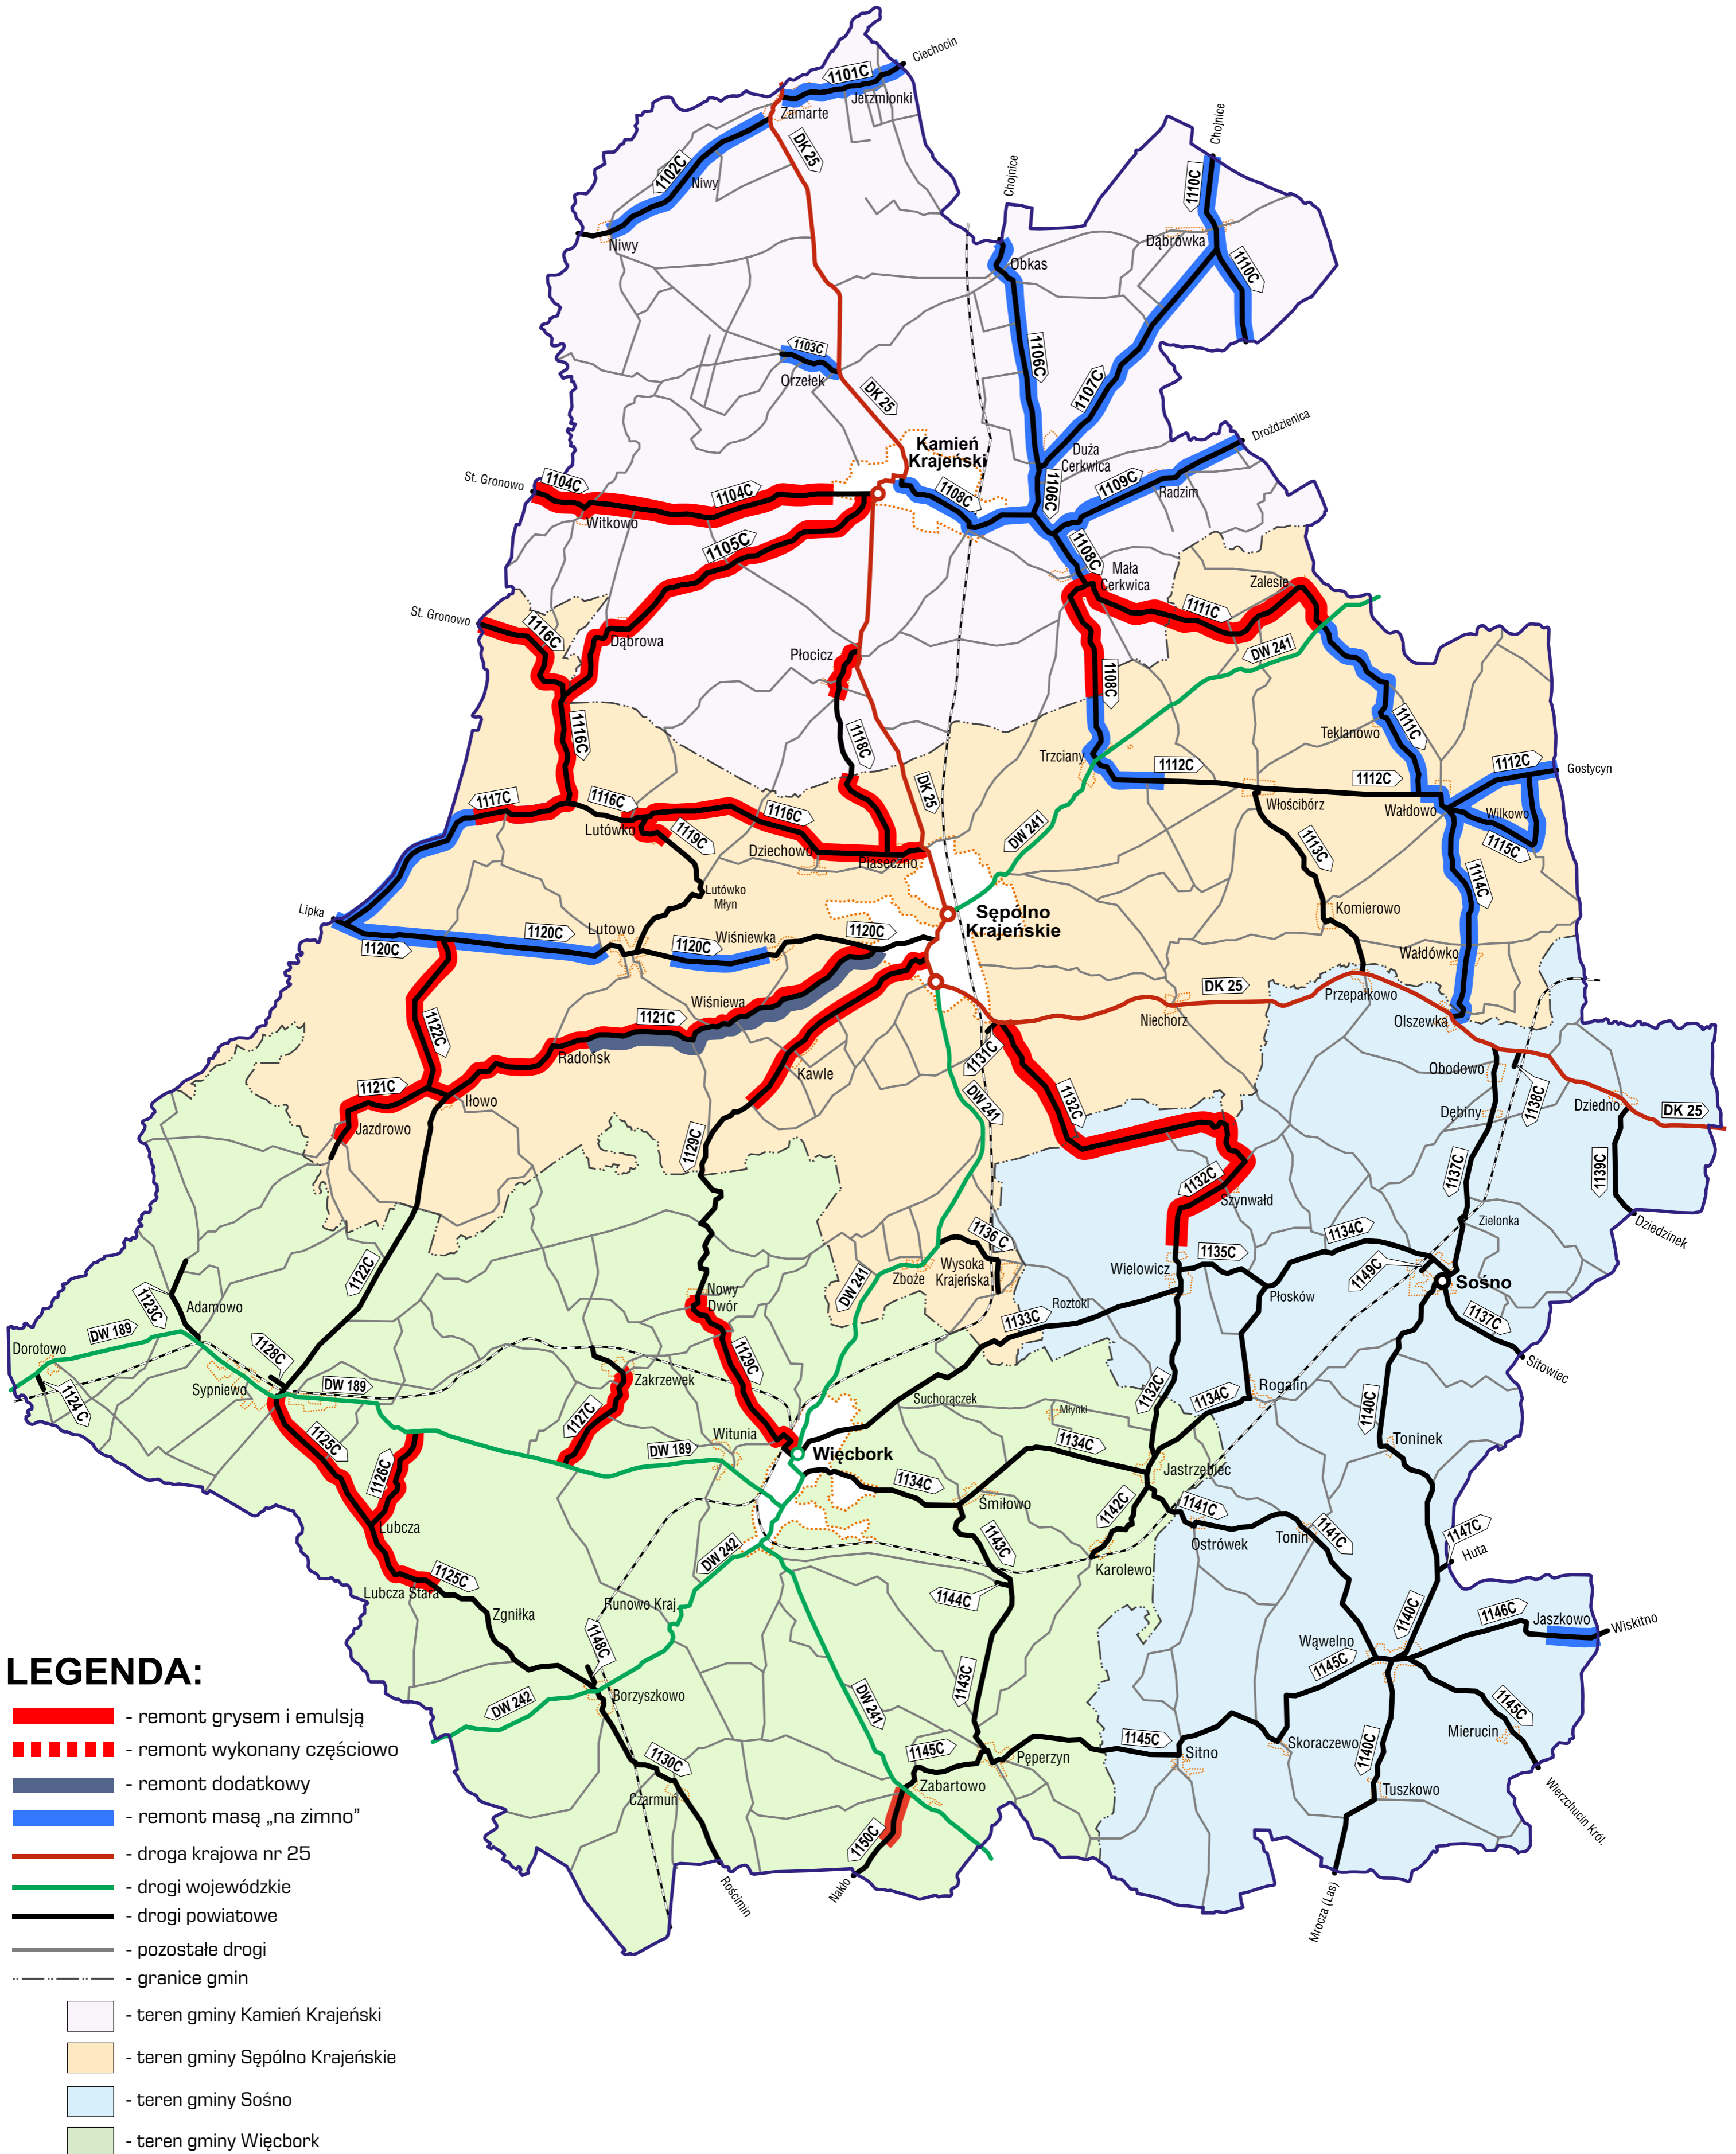 Ciechocin
1101C
Jerzmionki
Zamarte
DK 25
1102C
Niwy
Niwy
Chojnice
Chojnice
1110C
Dąbrówka
1110C
Obkas
1103C
Orzełek
1106C
1107C
DK 25
Kamień
Krajeński
Duża
Cerkwica
Drożdzienica
St. Gronowo
1104C
1104C
Witkowo
1108C
1106C
1109C
Radzim
1105C
1108C
Mała
Cerkwica
Zalesie
St. Gronowo
1116C
Dąbrowa
1111C
Płocicz
DW 241
1108C
1116C
1118C
Teklanowo
1111C
Trzciany
1112C
1112C
1112C
Gostycyn
DK 25
Włościbórz
Wałdowo
Wilkowo
1117C
1116C
1116C
Lutówko
1119C
Dziechowo
Piaseczno
DW 241
1113C
1115C
1114C
Lutówko
Młyn
Lipka
Sępólno
Krajeńskie
Komierowo
1120C
1120C
Lutowo
1120C
Wiśniewka
1120C
Wałdówko
DK 25
Przepałkowo
Wiśniewa
1121C
Niechorz
Olszewka
1122C
Radońsk
1131C
Kawle
Obodowo
1138C
1121C
Iłowo
DW 241
1132C
Dębiny
Dziedno
DK 25
Jazdrowo
1129C
1137C
1139C
1132C
Szynwałd
Dziedzinek
1136 C
Zielonka
1134C
1122C
Zboże
Wysoka
Krajeńska
Wielowicz
1135C
1149C
Sośno
1123C
Adamowo
Nowy
Dwór
DW 241
Roztoki
Płosków
1133C
1137C
Dorotowo
DW 189
1128C
1129C
Sitowiec
1124 C
Sypniewo
DW 189
Zakrzewek
Suchorączek
1132C
1134C
Rogalin
1140C
1125C
1127C
Młynki
1126C
Witunia
DW 189
Więcbork
1134C
Toninek
1134C
Jastrzębiec
Śmiłowo
1142C
1141C
Lubcza
1143C
Ostrówek
Tonin
1141C
1147C
Huta
DW 242
Karolewo
1125C
Lubcza Stara
1144C
Zgniłka
Runowo Kraj.
1140C
1146C
Jaszkowo
Wiskitno
1148C
Wąwelno
1145C
1143C
LEGENDA:
Borzyszkowo
DW 242
DW 241
1145C
- remont grysem i emulsją
Mierucin
- remont wykonany częściowo
1130C
1145C
Pęperzyn
1145C
Sitno
Skoraczewo
1140C
- remont dodatkowy
Czarmuń
Zabartowo
Tuszkowo
Wierzchucin Król.
- remont masą „na zimno”
1150C
- droga krajowa nr 25
Rościmin
Nakło
Mrocza (Las)
- drogi wojewódzkie
- drogi powiatowe
- pozostałe drogi
- granice gmin
- teren gminy Kamień Krajeński
- teren gminy Sępólno Krajeńskie
- teren gminy Sośno
- teren gminy Więcbork